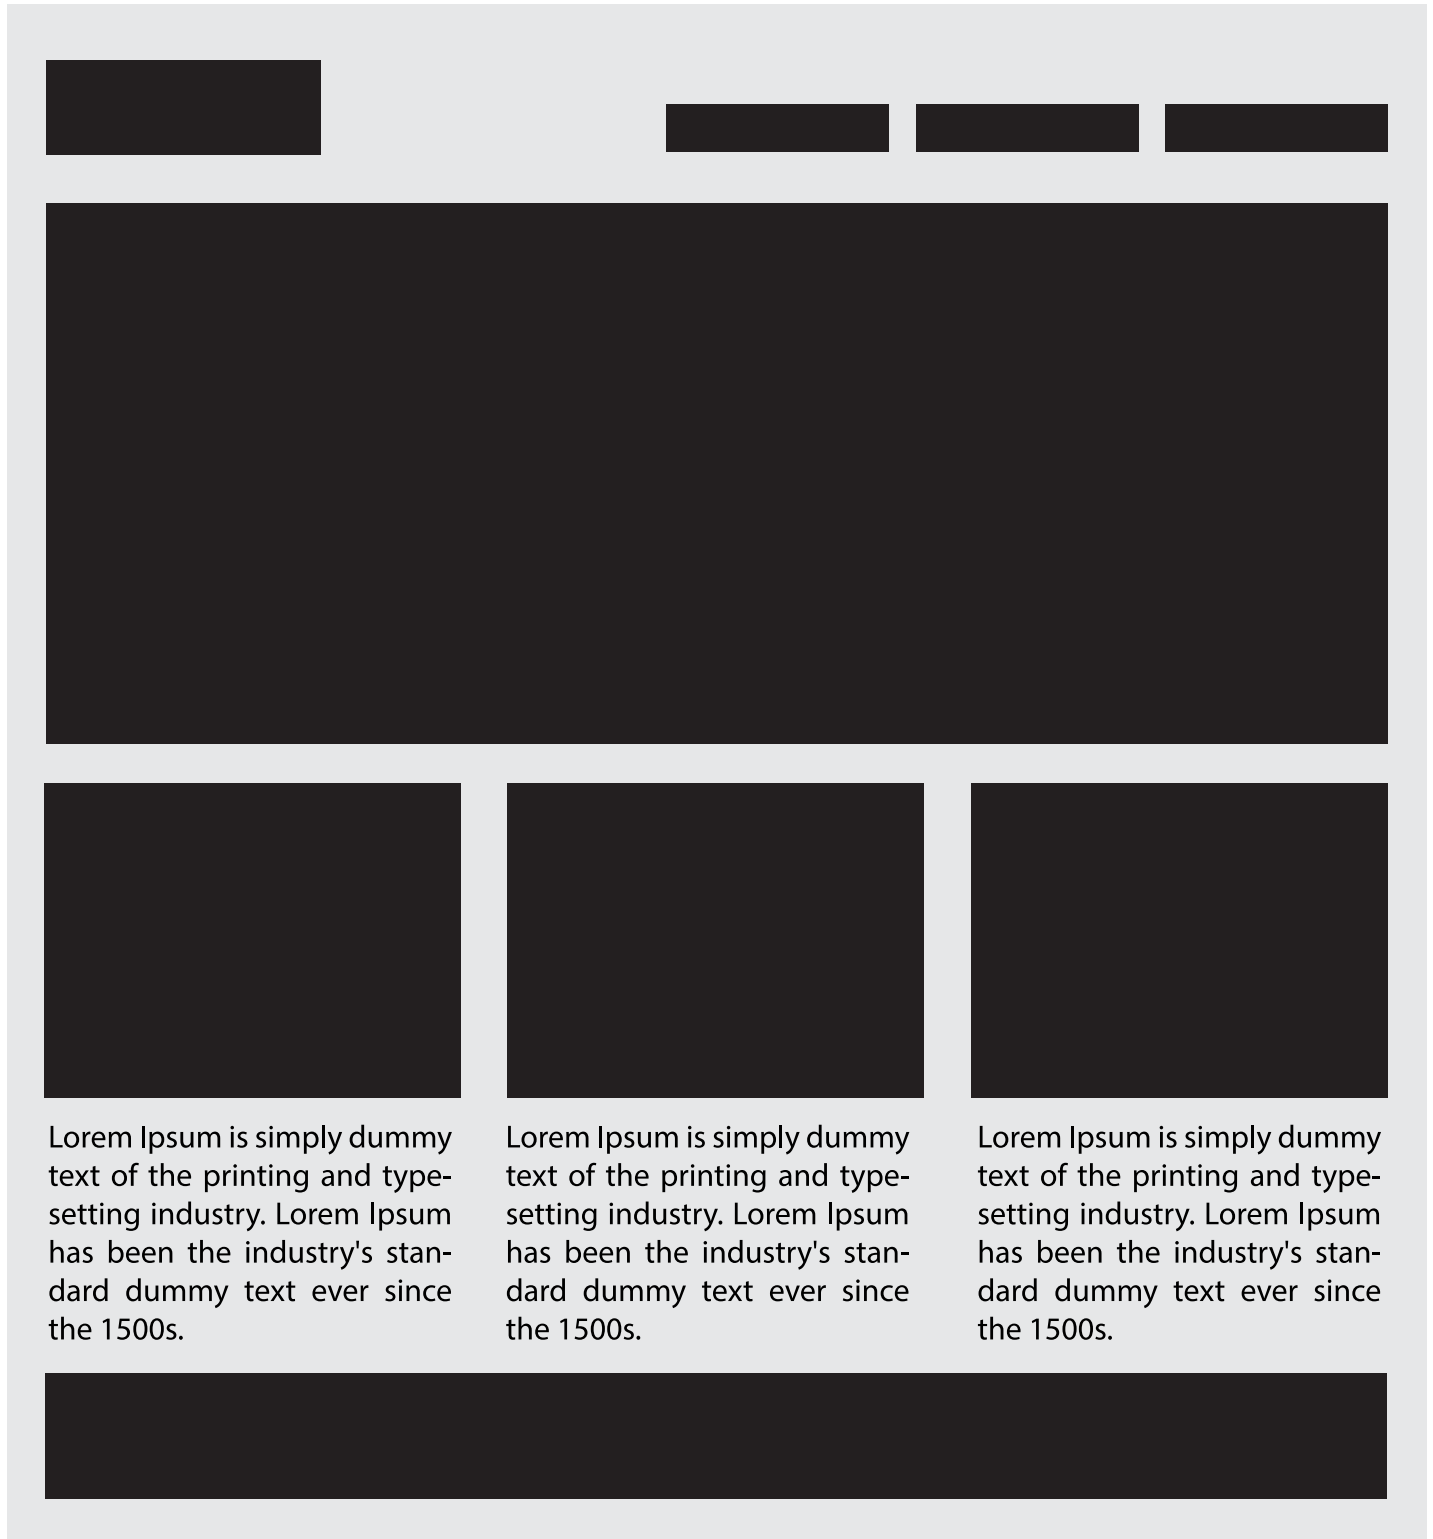 Lorem Ipsum is simply dummy
text of the printing and type-
setting industry. Lorem Ipsum
has been the industry's stan-
dard dummy text ever since
the 1500s.
Lorem Ipsum is simply dummy
text of the printing and type-
setting industry. Lorem Ipsum
has been the industry's stan-
dard dummy text ever since
the 1500s.
Lorem Ipsum is simply dummy
text of the printing and type-
setting industry. Lorem Ipsum
has been the industry's stan-
dard dummy text ever since
the 1500s.